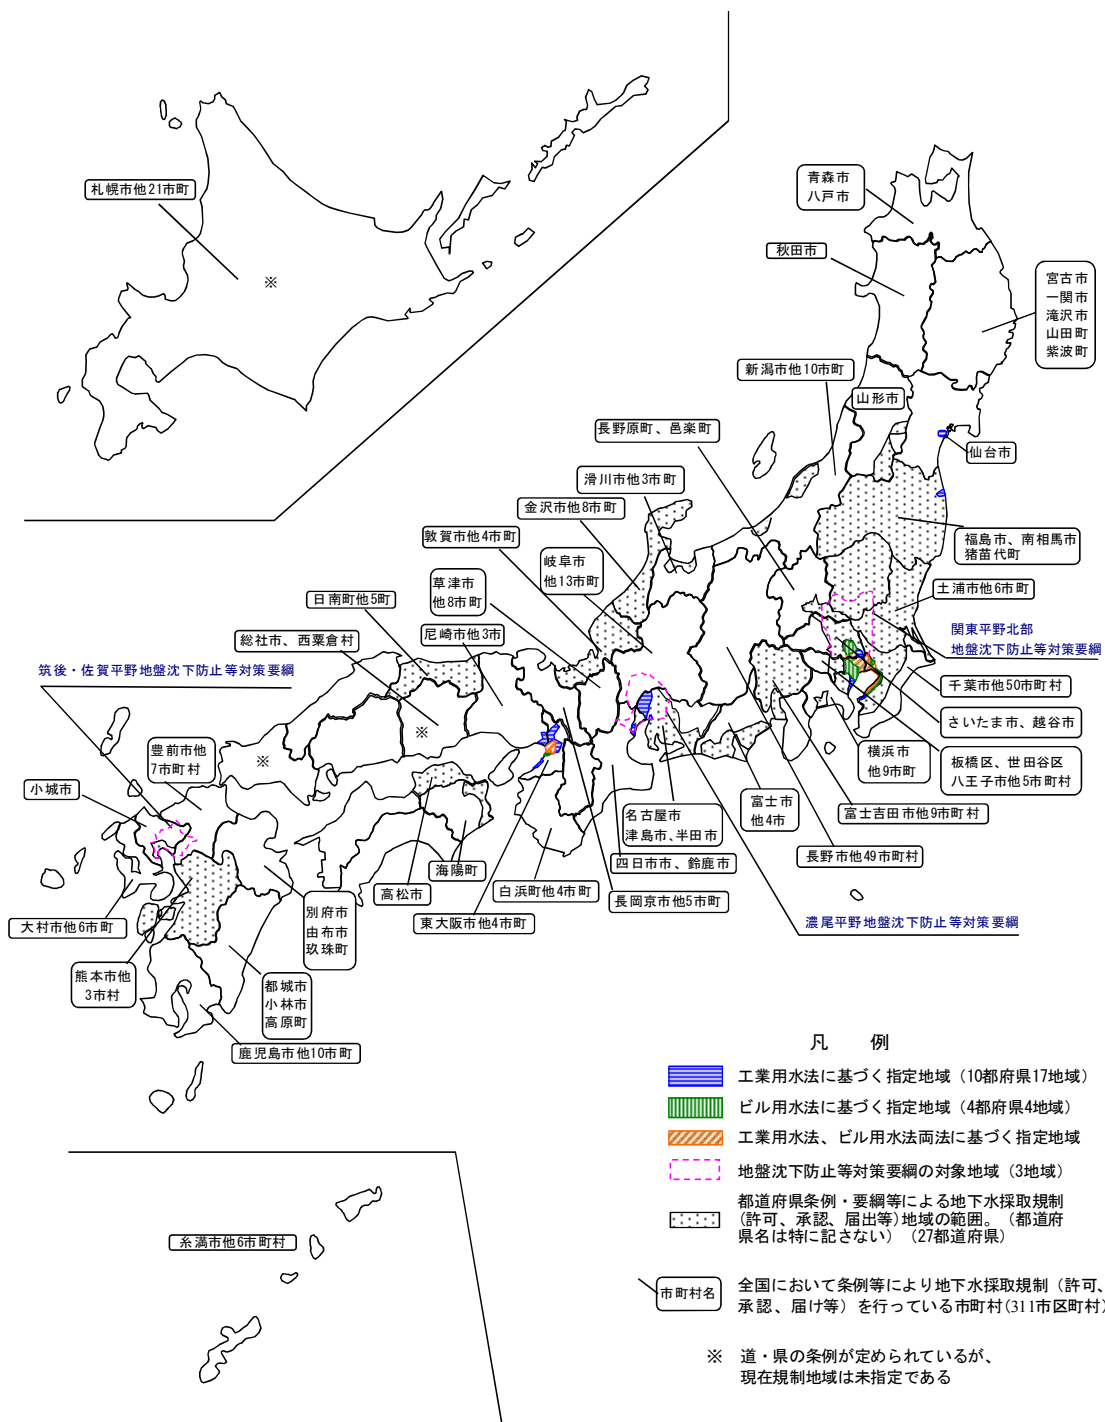 札幌市他21市町
※
青森市
八戸市
秋田市
宮古市
一関市
滝沢市
山田町
紫波町
新潟市他10市町
山形市
長野原町、邑楽町
仙台市
滑川市他3市町
金沢市他8市町
敦賀市他4市町
岐阜市
他13市町
福島市、南相馬市
猪苗代町
草津市
他8市町
日南町他5町
土浦市他6市町
尼崎市他3市
総社市、西粟倉村
関東平野北部
地盤沈下防止等対策要綱
筑後・佐賀平野地盤沈下防止等対策要綱
千葉市他50市町村
さいたま市、越谷市
※
豊前市他
7市町村
※
横浜市
他9市町
板橋区、世田谷区
八王子市他5市町村
小城市
名古屋市
津島市、半田市
富士市
他4市
富士吉田市他9市町村
四日市市、鈴鹿市
長野市他49市町村
海陽町
高松市
白浜町他4市町
長岡京市他5市町
大村市他6市町
別府市
由布市
玖珠町
東大阪市他4市町
濃尾平野地盤沈下防止等対策要綱
熊本市他
3市村
都城市
小林市
高原町
鹿児島市他10市町
凡　例
工業用水法に基づく指定地域（10都府県17地域）
ビル用水法に基づく指定地域（4都府県4地域）
工業用水法、ビル用水法両法に基づく指定地域
地盤沈下防止等対策要綱の対象地域（3地域）
都道府県条例・要綱等による地下水採取規制
(許可、承認、届出等)地域の範囲。（都道府
県名は特に記さない）（27都道府県）
糸満市他6市町村
市町村名
全国において条例等により地下水採取規制（許可、
承認、届け等）を行っている市町村(311市区町村)
※　道・県の条例が定められているが、
現在規制地域は未指定である